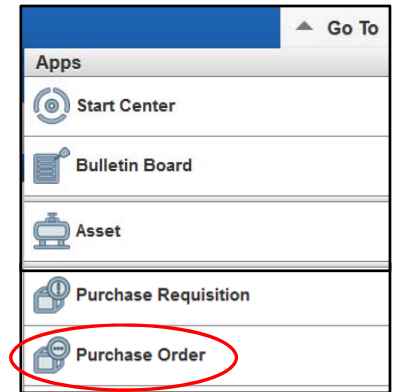 Go To
Apps
Start Center
Bulletin Board
Asset
Purchase Requisition
Purchase Order